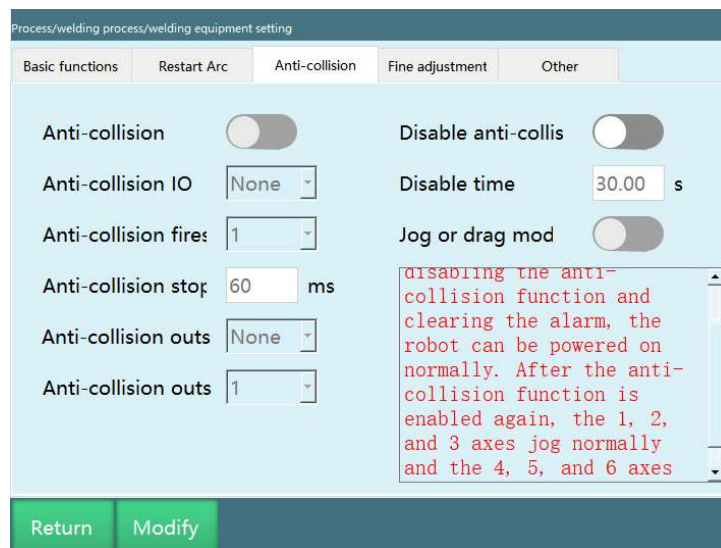 Process/welding process/welding equipment setting
Basic functions Restart Arc Anti-collision Fine adjustment Other
Anti-collision Disable anti-collis
Anti-collision IO None Disable time 30.00 s
Anti-collision fires 1 Jog or drag mod
Anti-collision stop 60 ms
Anti-collision outs None
Anti-collision outs 1
disabling the anti-
collision function and
clearing the alarm, the
robot can be powered on
normally. After the anti-
collision function is
enabled again, the 1, 2,
and 3 axes jog normally
and the 4, 5, and 6 axes
Return Modify